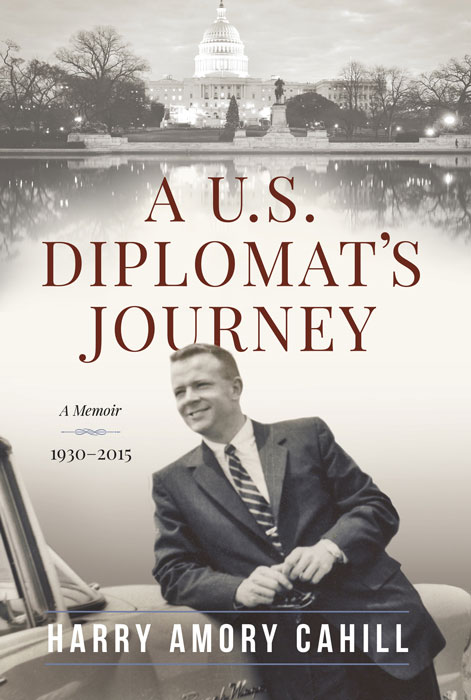 A U.S.
DIPLOMAT’S
JOURNEY
A Memoir
1930–2015
HARRY AMORY CAHILL